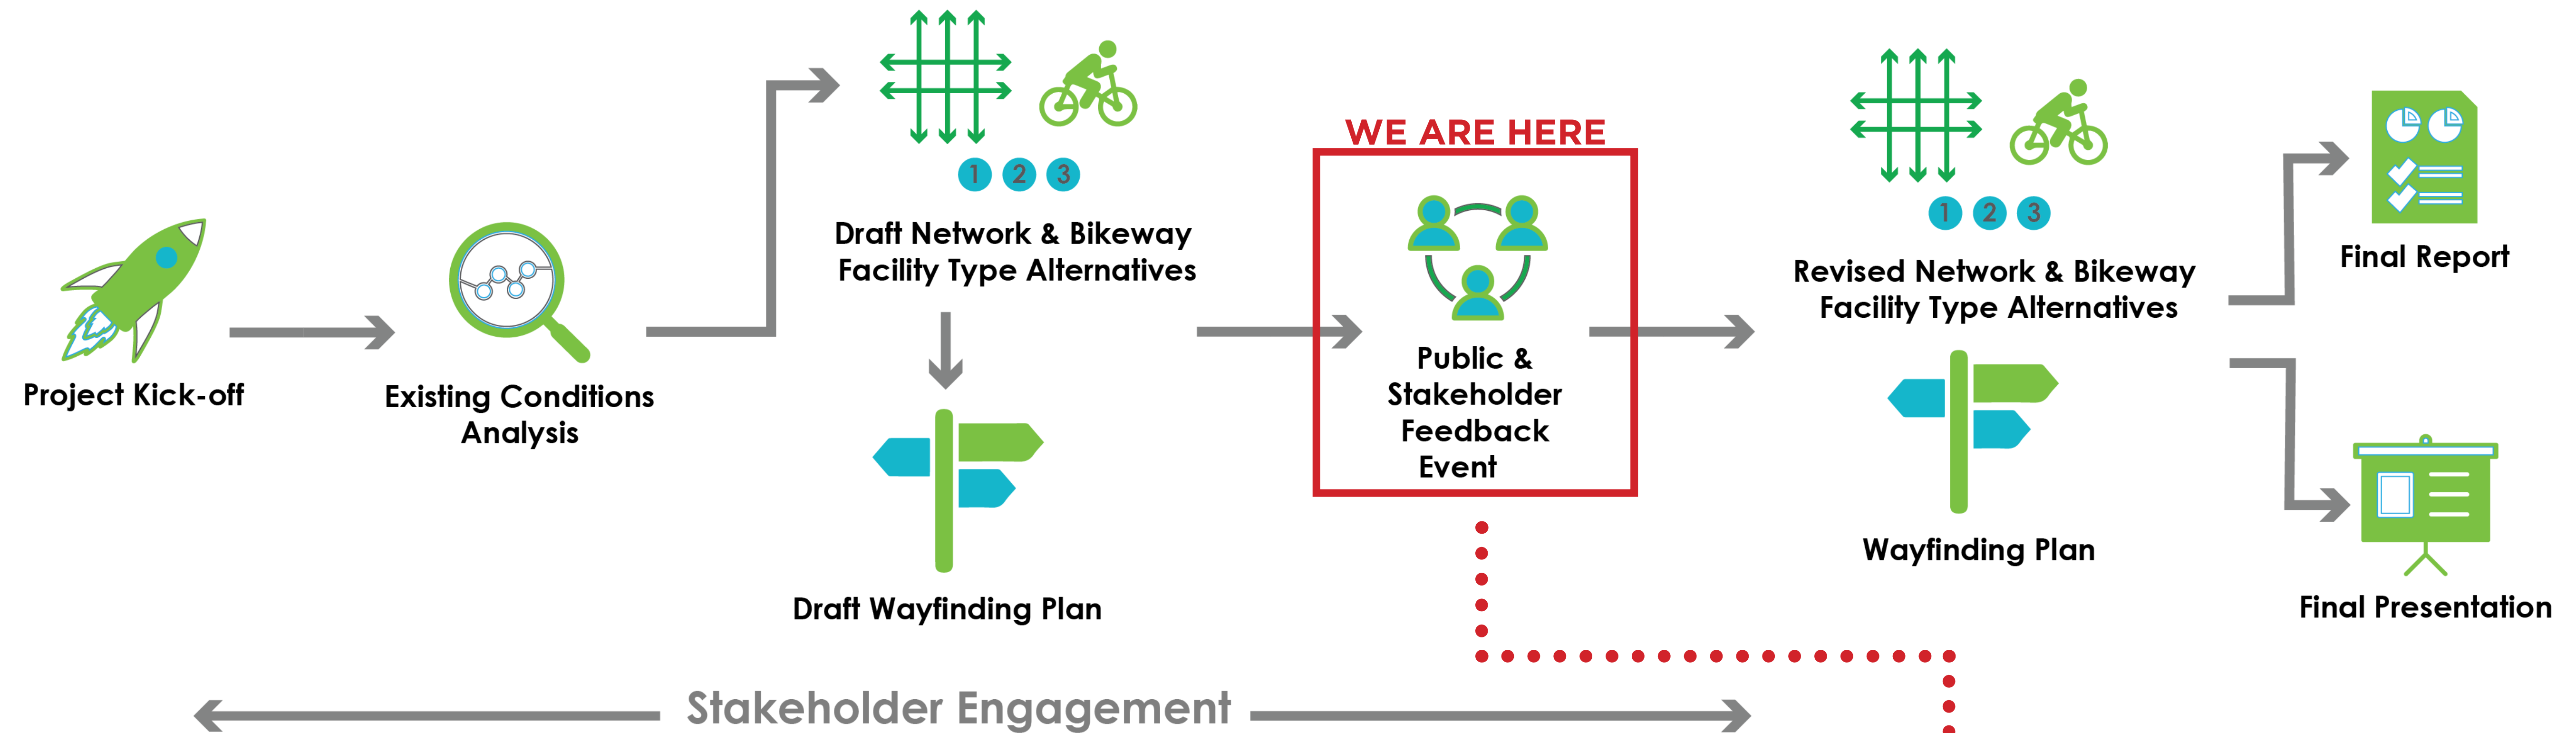 Project Kick-off
Existing Conditions
Analysis
1 2 3
Draft Network & Bikeway
Facility Type Alternatives
Draft Wayfinding Plan
WE ARE HERE
Public &
Stakeholder
Feedback
Event
1 2 3
Revised Network & Bikeway
Facility Type Alternatives
Wayfinding Plan
Final Report
Final Presentation
Stakeholder Engagement